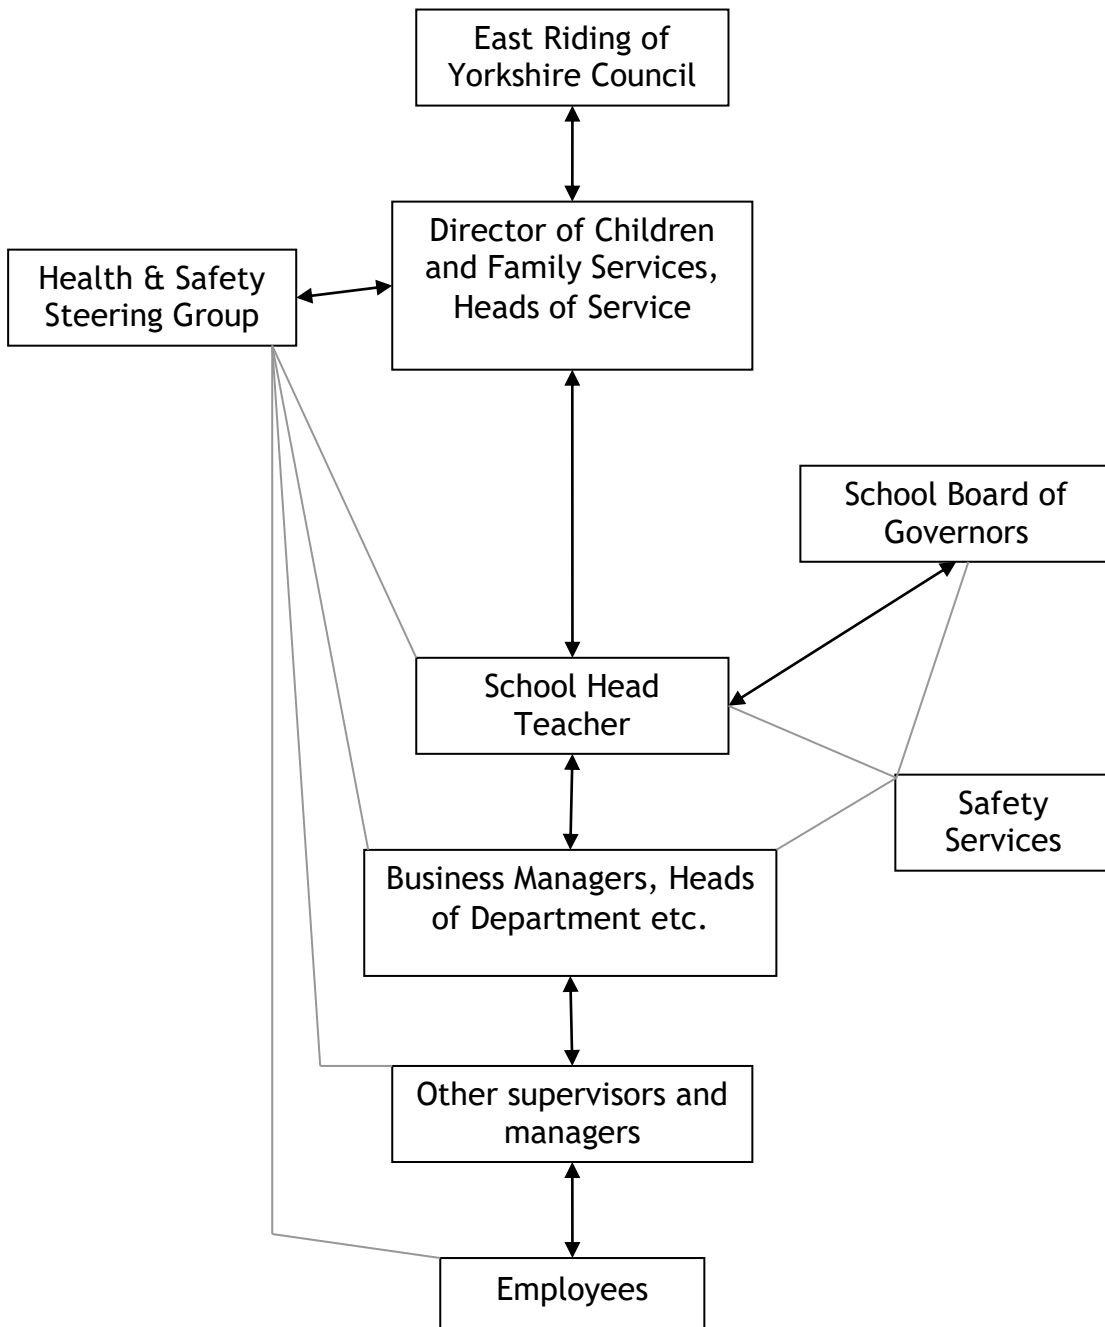 East Riding of
Yorkshire Council
Director of Children
and Family Services,
Heads of Service
Health & Safety
Steering Group
School Board of
Governors
School Head
Teacher
Safety
Services
Business Managers, Heads
of Department etc.
Other supervisors and
managers
Employees